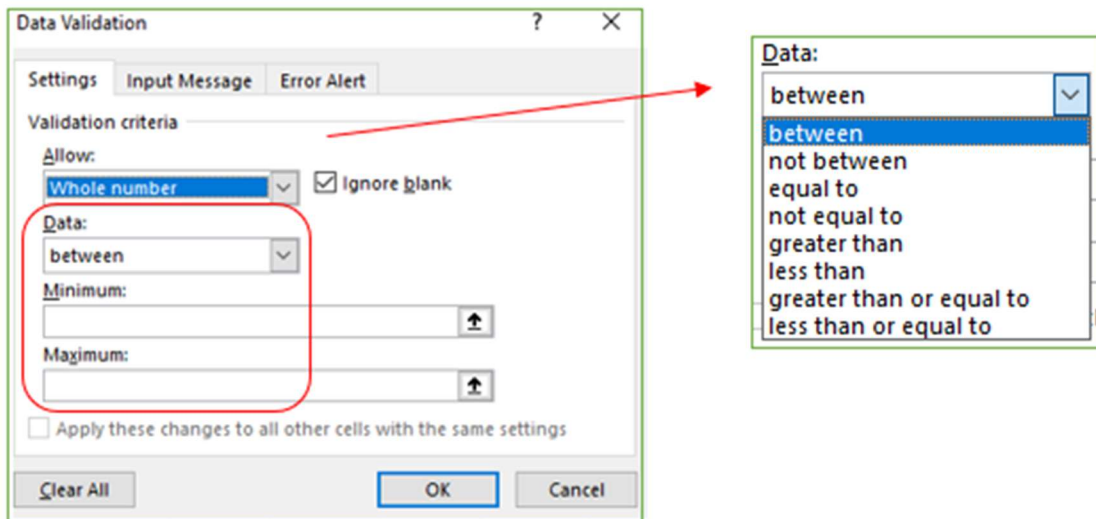 Data Validation ? ×
Settings Input Message Error Alert
Validation criteria
Allow:
Whole number Ignore blank
Data:
between
Minimum:
Maximum:
Apply these changes to all other cells with the same settings
Clear All OK Cancel
Data:
between
between
not between
equal to
not equal to
greater than
less than
greater than or equal to
less than or equal to